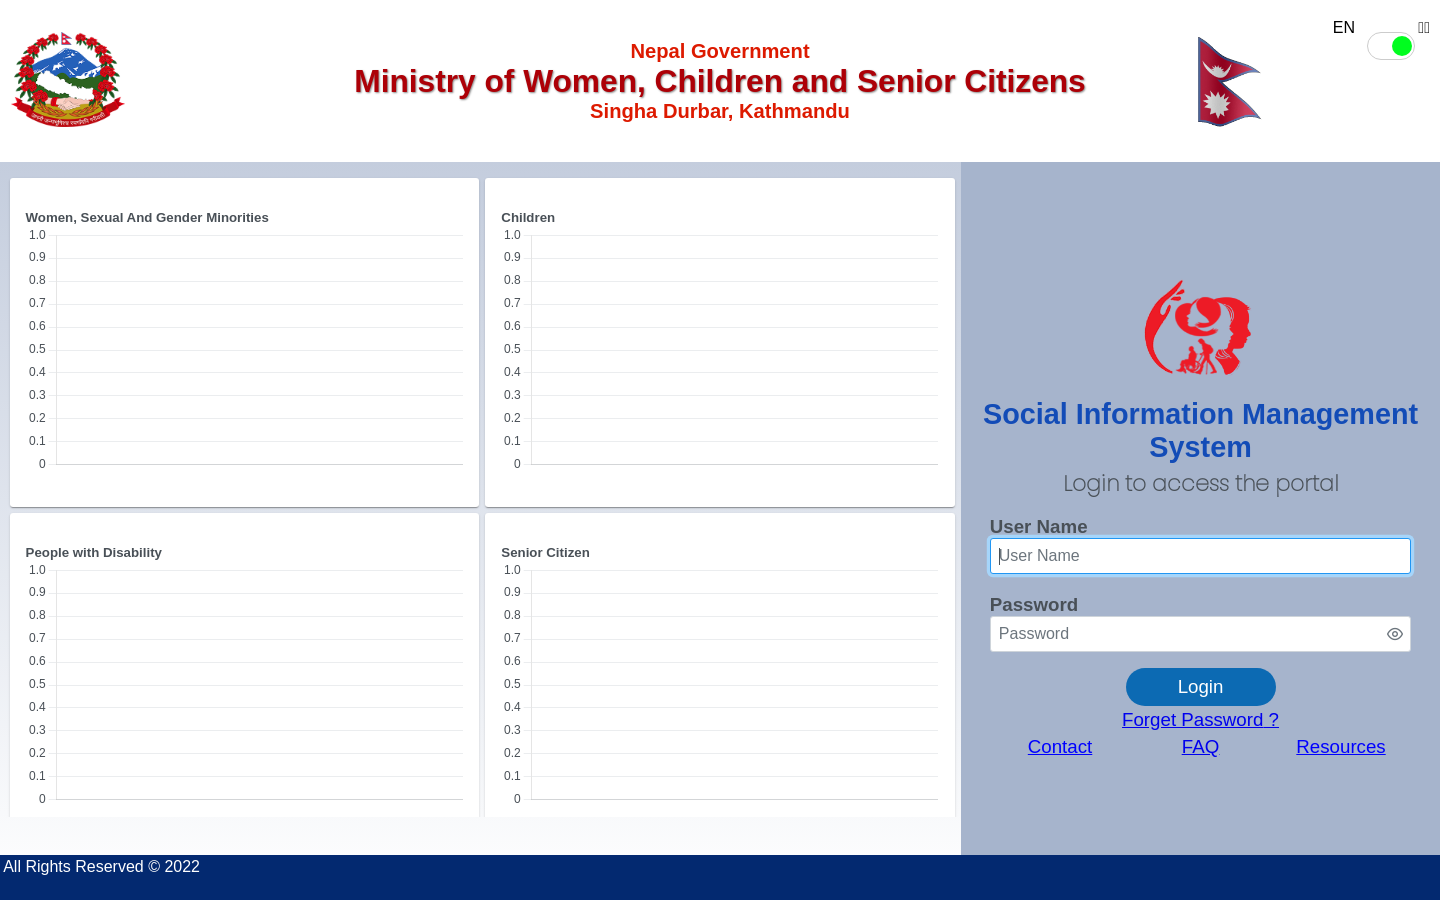 EN
Nepal Government
Ministry of Women, Children and Senior Citizens
Singha Durbar, Kathmandu
Women, Sexual And Gender Minorities
1.0
0.9
0.8
0.7
0.6
0.5
0.4
0.3
0.2
0.1
0
Children
1.0
0.9
0.8
0.7
0.6
0.5
0.4
0.3
0.2
0.1
0
People with Disability
1.0
0.9
0.8
0.7
0.6
0.5
0.4
0.3
0.2
0.1
0
Senior Citizen
1.0
0.9
0.8
0.7
0.6
0.5
0.4
0.3
0.2
0.1
0
Social Information Management
System
Login to access the portal
User Name
User Name
Password
Password
Login
Forget Password ?
Contact FAQ Resources
All Rights Reserved © 2022